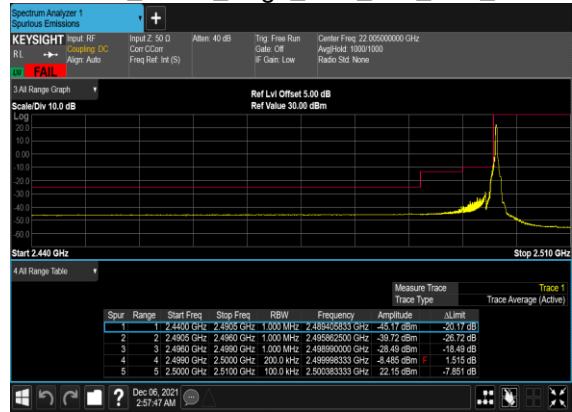 Spectrum Analyzer 1
Spurious Emissions
KEYSIGHT
RL
Input: RF
Coupling: DC
Align: Auto
Input Z: 50 Ω
Corr CCorr
Freq Ref: Int (S)
Atten: 40 dB
Trig: Free Run
Gate: Off
IF Gain: Low
Center Freq: 22.005000000 GHz
Avg|Hold: 1000/1000
Radio Std: None
FAIL
3 All Range Graph
Scale/Div 10.0 dB
Ref Lvl Offset 5.00 dB
Ref Value 30.00 dBm
Log
20.0
10.0
0.00
-10.0
-20.0
-30.0
-40.0
-50.0
-60.0
Start 2.440 GHz
Stop 2.510 GHz
4 All Range Table
Measure Trace Trace 1
Trace Type Trace Average (Active)
Spur Range Start Freq Stop Freq RBW Frequency Amplitude ΔLimit
1 1 2.4400 GHz 2.4905 GHz 1.000 MHz 2.489405833 GHz -45.17 dBm -20.17 dB
2 2 2.4905 GHz 2.4960 GHz 1.000 MHz 2.495862500 GHz -39.72 dBm -26.72 dB
3 3 2.4960 GHz 2.4990 GHz 1.000 MHz 2.498990000 GHz -28.49 dBm -18.49 dB
4 4 2.4990 GHz 2.5000 GHz 200.0 kHz 2.499998333 GHz -8.485 dBm F 1.515 dB
5 5 2.5000 GHz 2.5100 GHz 100.0 kHz 2.500383333 GHz 22.15 dBm -7.851 dB
?
Dec 06, 2021
2:57:47 AM